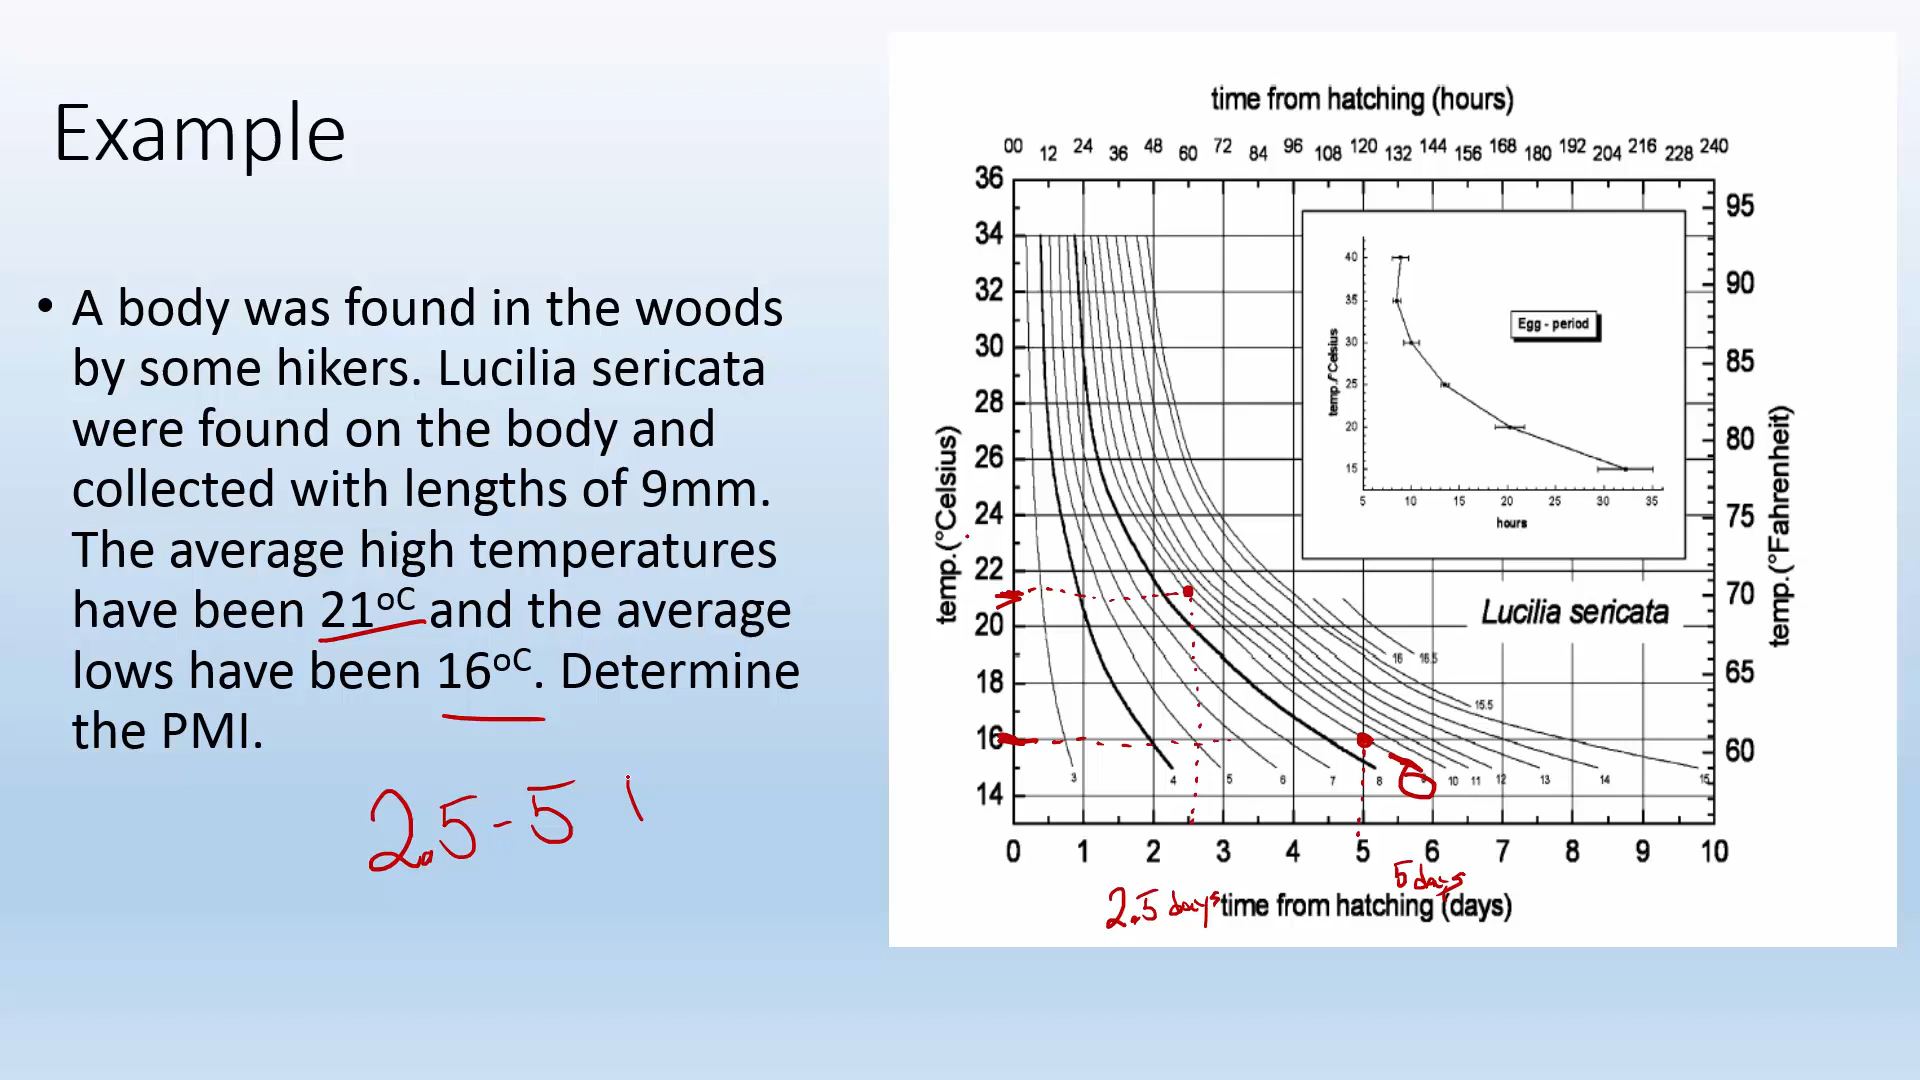 Example
• A body was found in the woods
by some hikers. Lucilia sericata
were found on the body and
collected with lengths of 9mm.
The average high temperatures
have been 21oC and the average
lows have been 16oC. Determine
the PMI.
2.5-5
time from hatching (hours)
00 12 24 36 48 60 72 84 96 108 120 132 144 156 168 180 192 204 216 228 240
36
34
32
30
28
26
24
22
20
18
16
14
temp.(°Celsius)
95
90
85
80
75
70
65
60
temp.(°Fahrenheit)
40
35
30
25
20
15
temp./°Celsius
Egg - period
5 10 15 20 25 30 35
hours
Lucilia sericata
16 16.5
15.5
3 4 5 6 7 8 9 10 11 12 13 14 15
0 1 2 3 4 5 6 7 8 9 10
5 days
2.5 days
time from hatching (days)